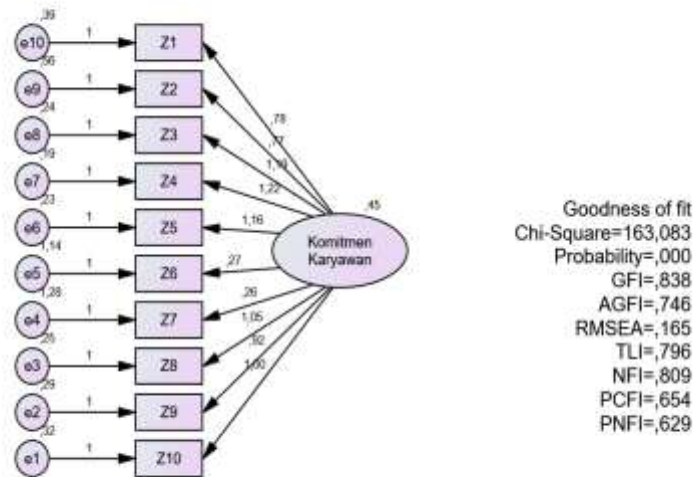 ,39
e10 1 Z1
,56
e9 1 Z2
,24
e8 1 Z3
,19
e7 1 Z4
,23
e6 1 Z5
1,14
e5 1 Z6
1,28
e4 1 Z7
e3 1 Z8
,29
e2 1 Z9
,32
e1 1 Z10
,78
,77
1,22
1,16
,27
,26
1,05
,92
1,00
,45
Komitmen
Karyawan
Goodness of fit
Chi-Square=163,083
Probability=,000
GFI=,838
AGFI=,746
RMSEA=,165
TLI=,796
NFI=,809
PCFI=,654
PNFI=,629